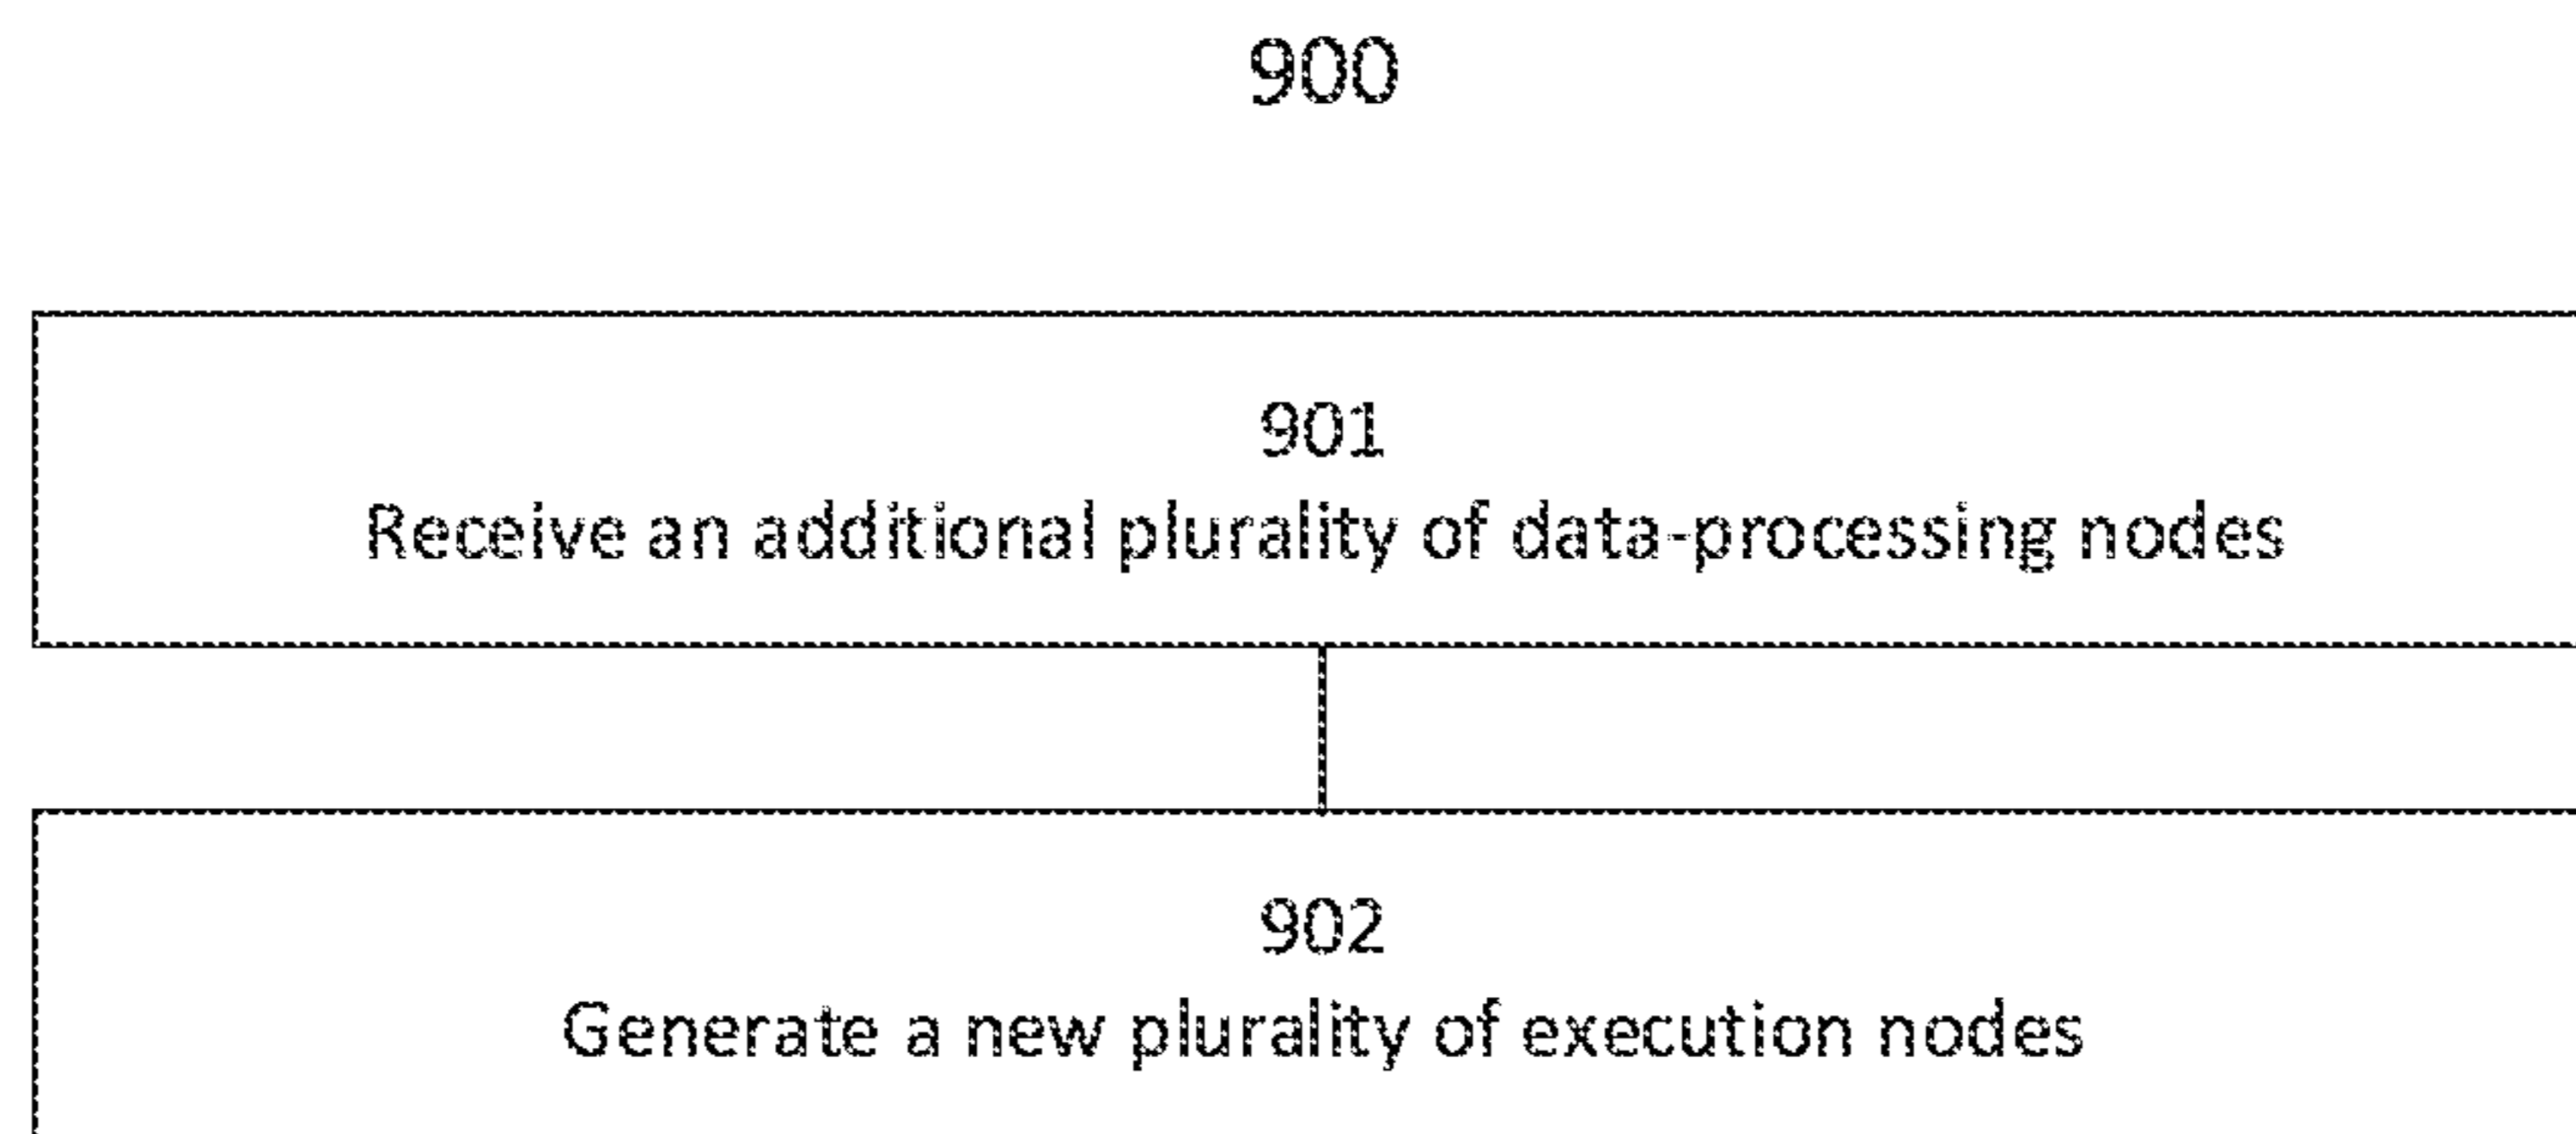 900
901
Receive an additional plurality of data-processing nodes
902
Generate a new plurality of execution nodes